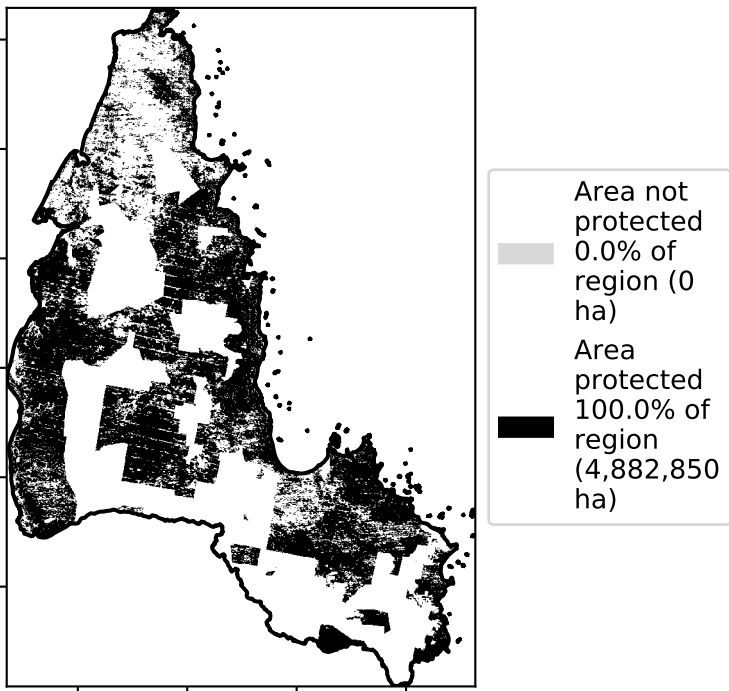 Area not
protected
0.0% of
region (0
ha)
Area
protected
100.0% of
region
(4,882,850
ha)